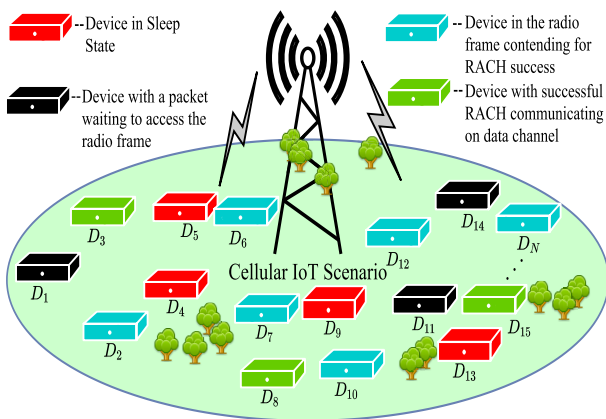 --Device in Sleep
State
--Device with a packet
waiting to access the
radio frame
--Device in the radio
frame contending for
RACH success
--Device with successful
RACH communicating
on data channel
D3
D5
D6
D14
DN
D12
D1
Cellular IoT Scenario
D4
D2
D7
D9
D11
D15
D8
D10
D13